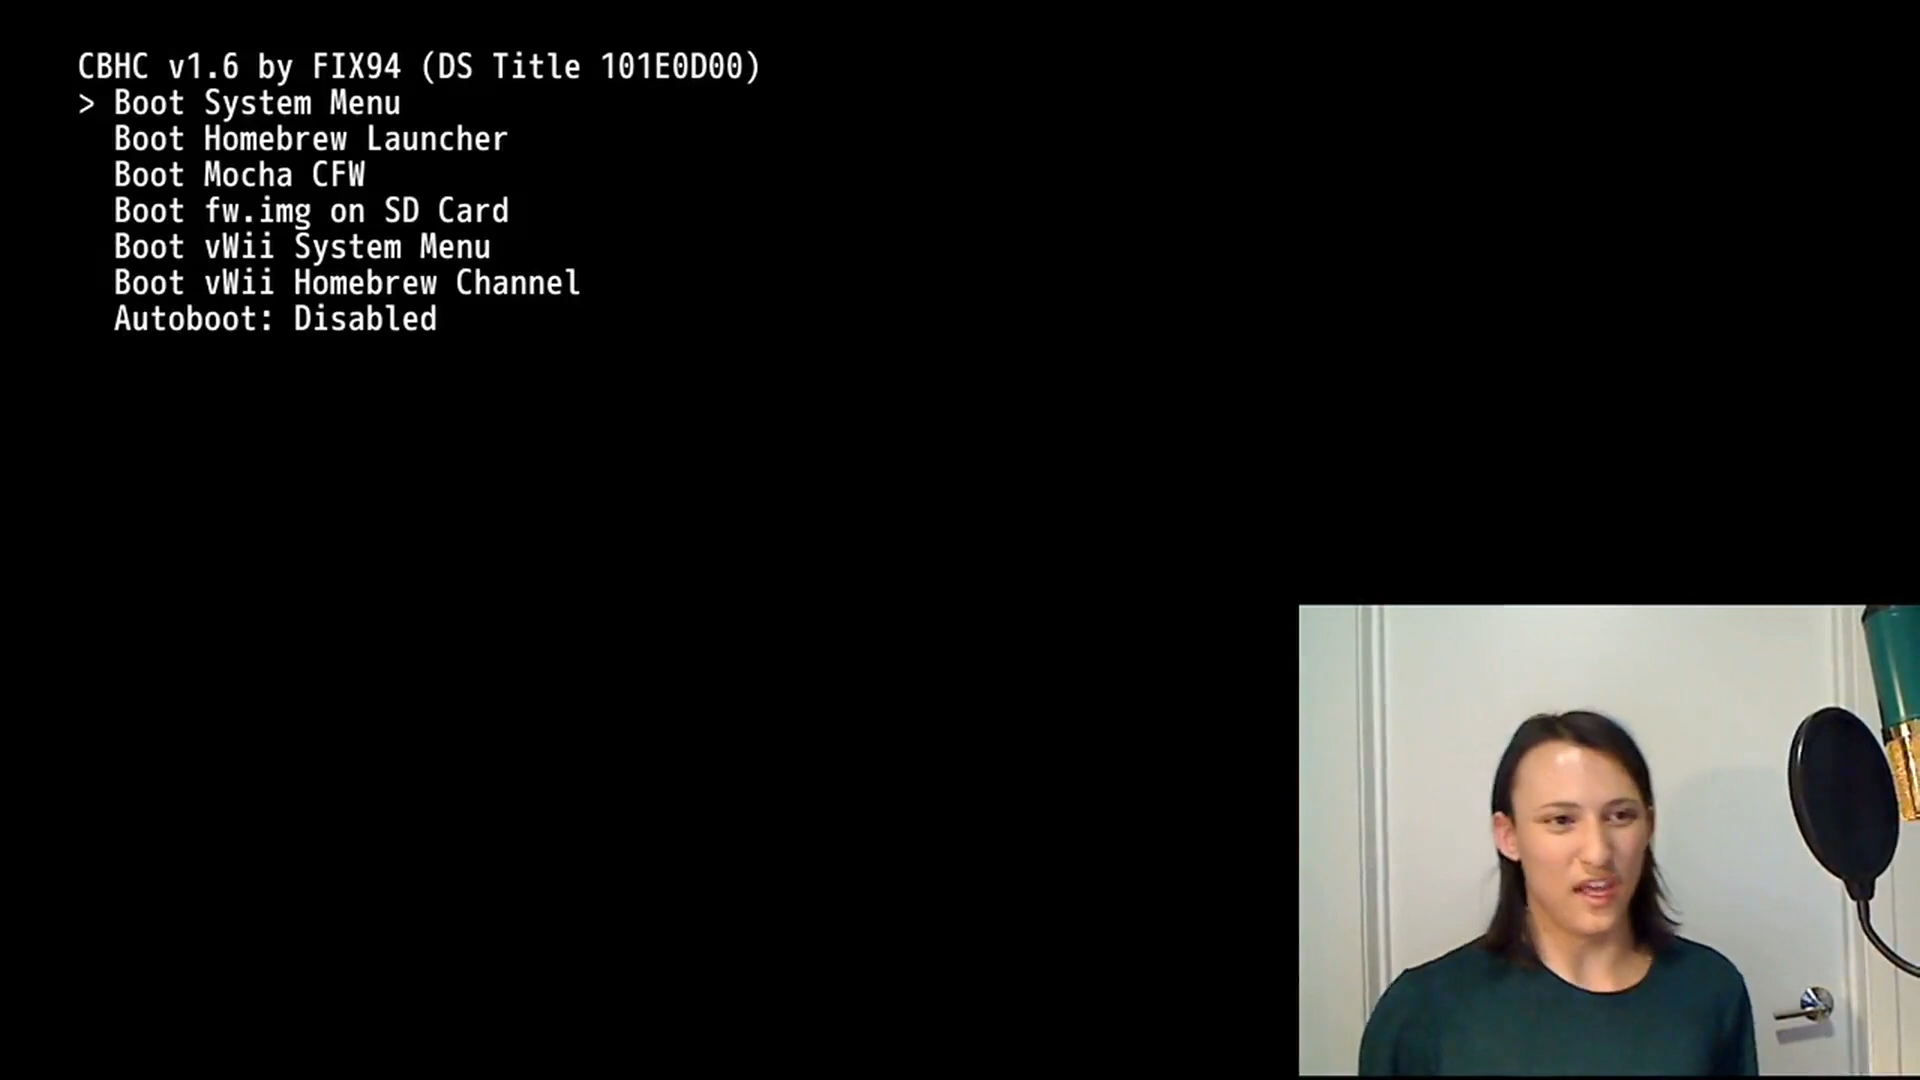 CBHC v1.6 by FIX94 (DS Title 101E0D00)
> Boot System Menu
Boot Homebrew Launcher
Boot Mocha CFW
Boot fw.img on SD Card
Boot vWii System Menu
Boot vWii Homebrew Channel
Autoboot: Disabled